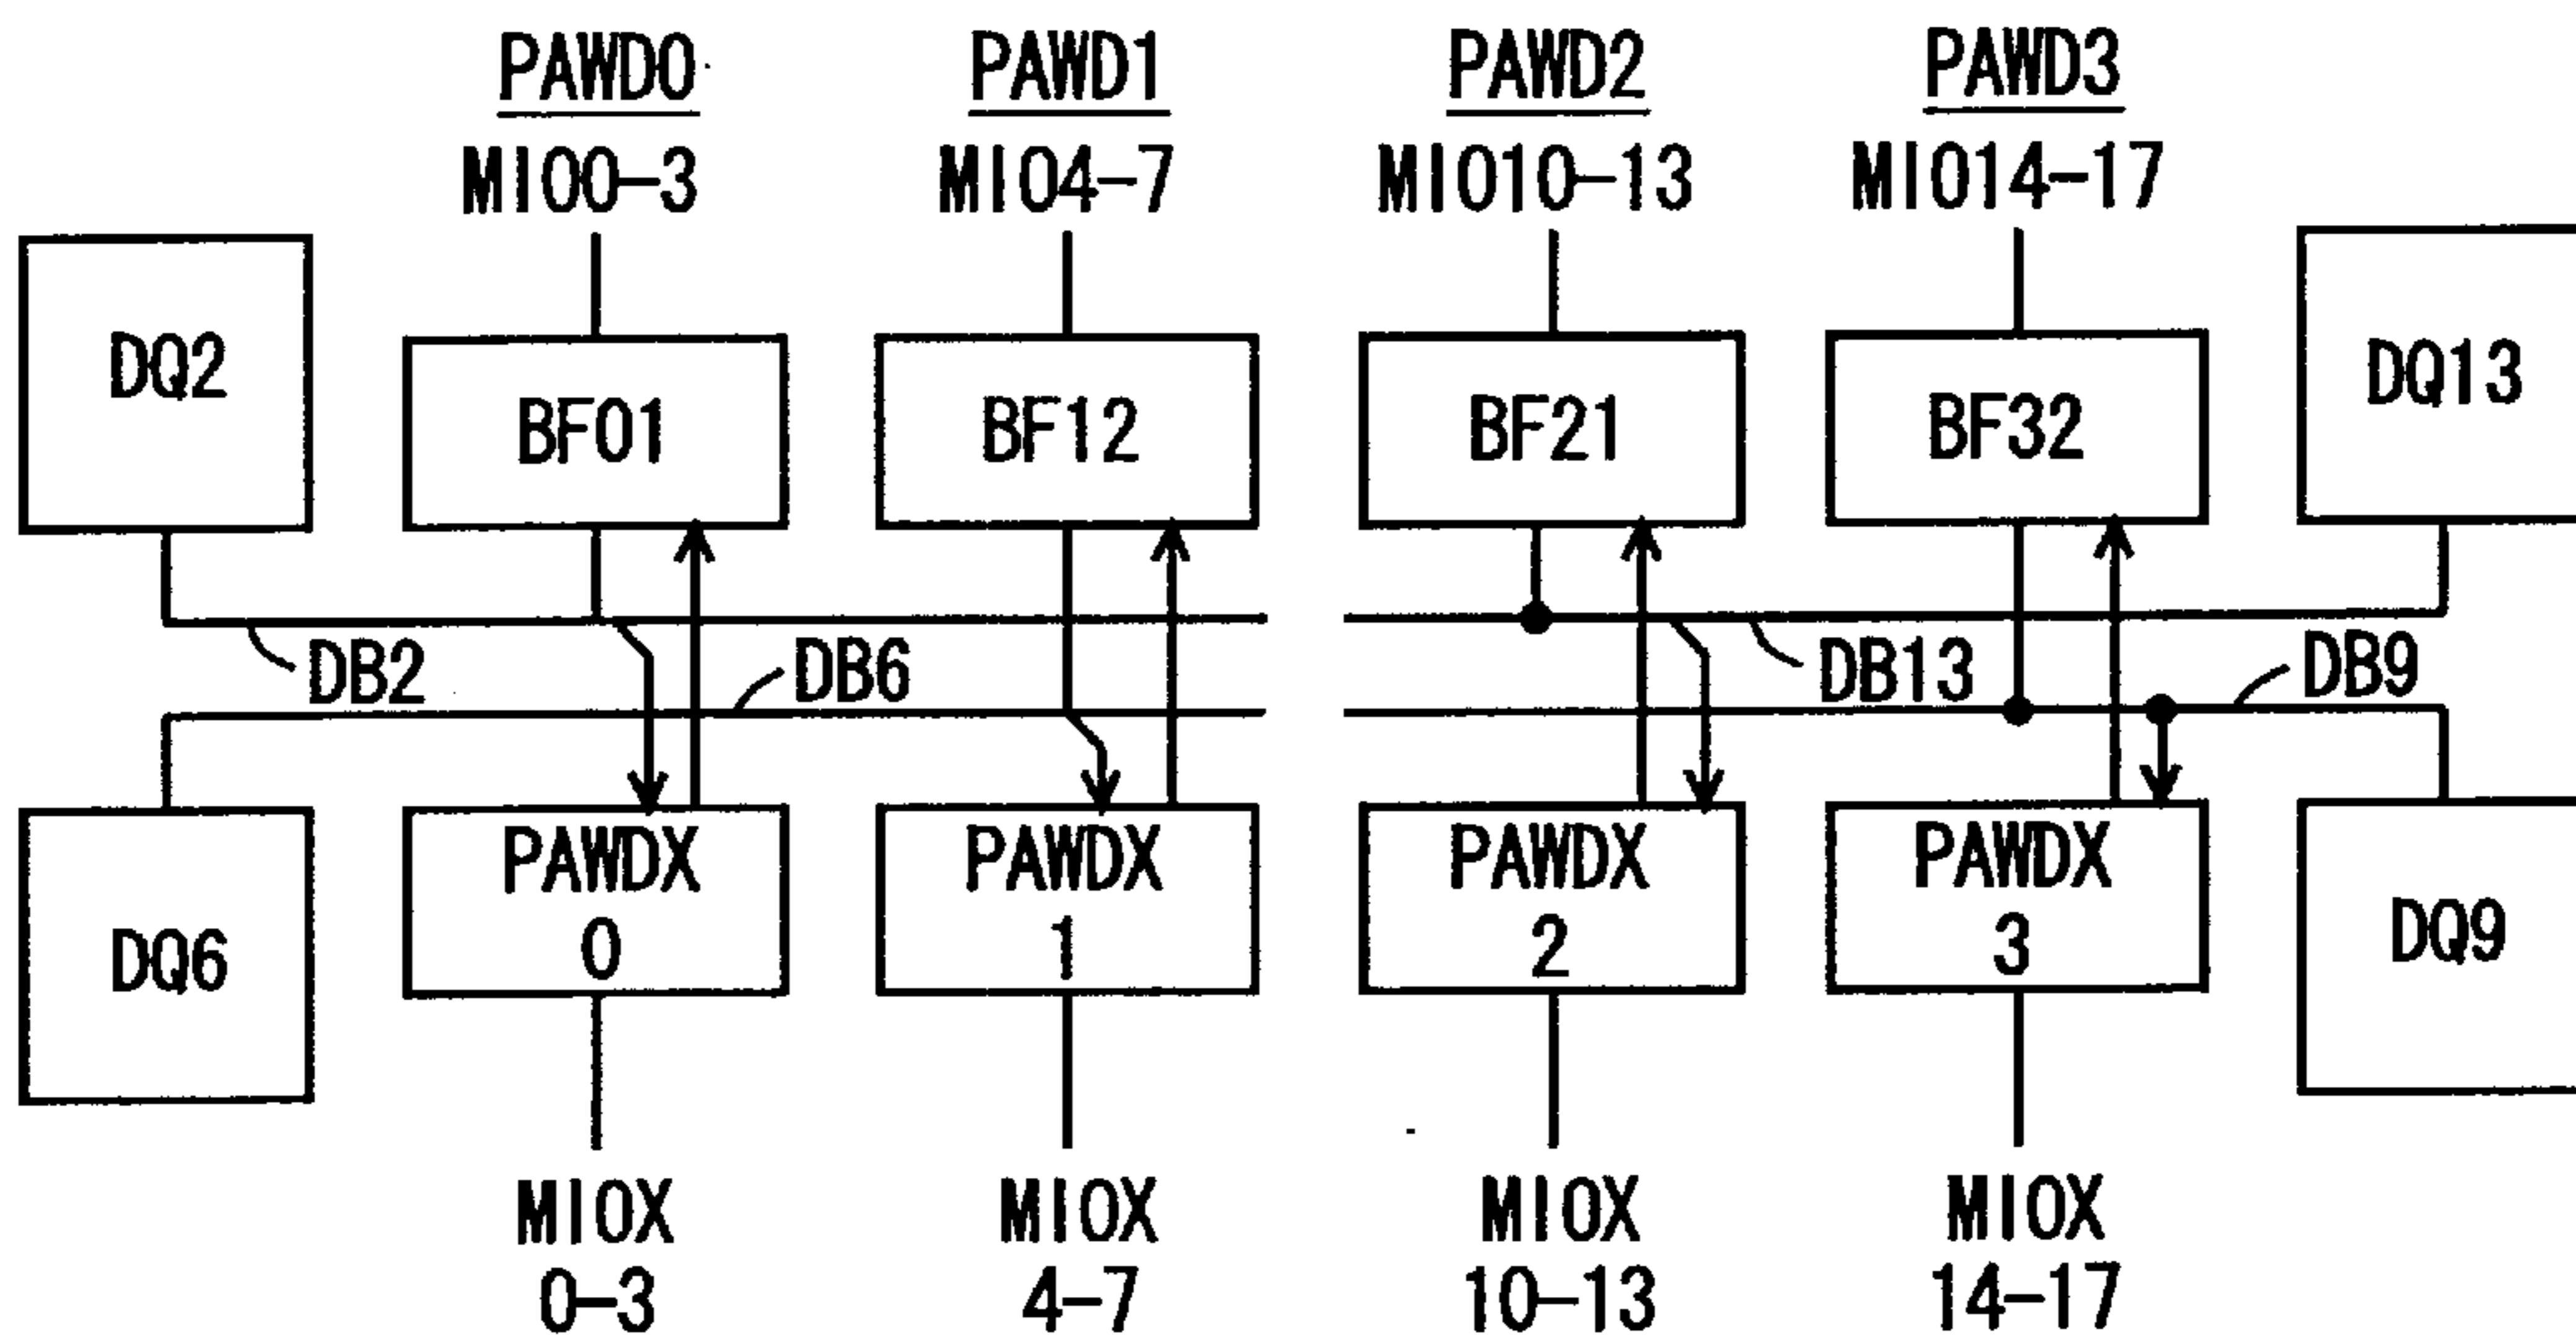 PAWD0 PAWD1 PAWD2 PAWD3
MIO0-3 MIO4-7 MIO10-13 MIO14-17
DQ2 BF01 BF12 BF21 BF32 DQ13
DB2 DB6 DB13 DB9
DQ6 PAWDX PAWDX PAWDX PAWDX DQ9
0 1 2 3
MIOX MIOX MIOX MIOX
0-3 4-7 10-13 14-17